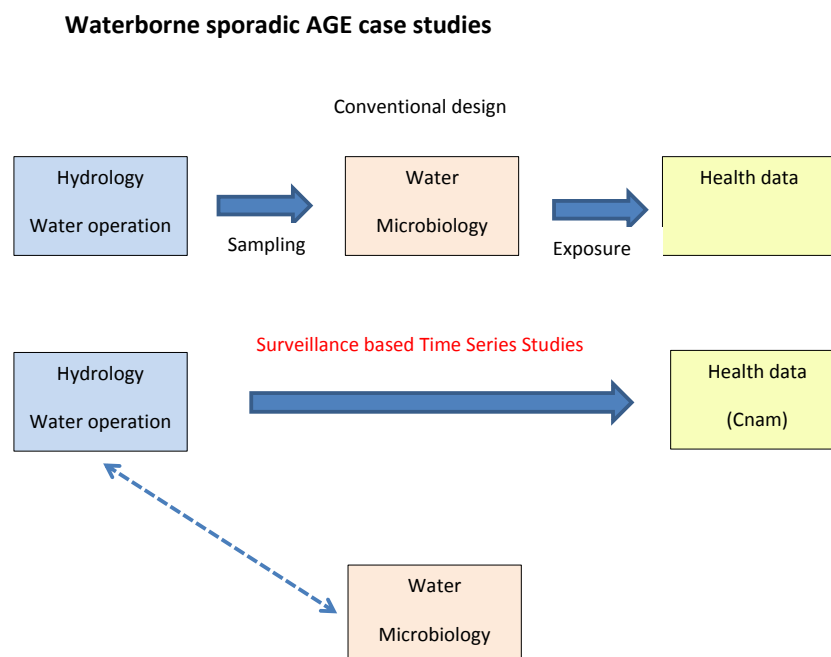 Waterborne sporadic AGE case studies
Conventional design
Hydrology
Water operation
Sampling
Water
Microbiology
Exposure
Health data
Surveillance based Time Series Studies
Hydrology
Water operation
Health data
(Cnam)
Water
Microbiology